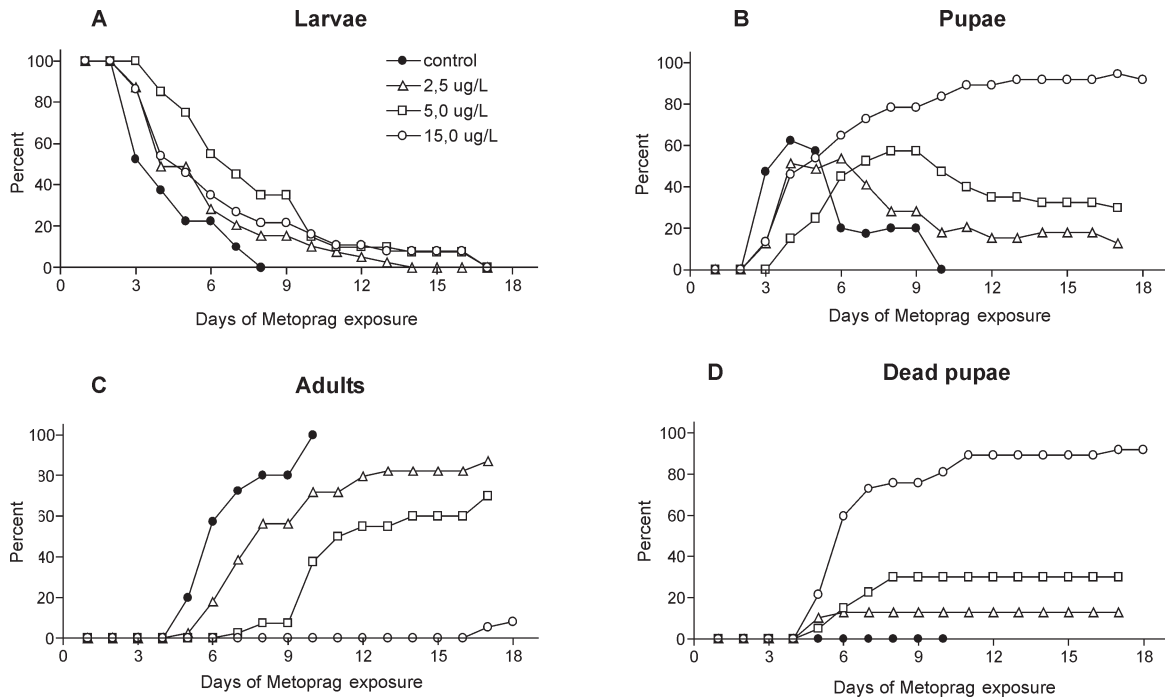 A Larvae
100
80
60
40
20
0
Percent
0 3 6 9 12 15 18
Days of Metoprag exposure
control
2,5 ug/L
5,0 ug/L
15,0 ug/L
B Pupae
100
80
60
40
20
0
Percent
0 3 6 9 12 15 18
Days of Metoprag exposure
C Adults
100
80
60
40
20
0
Percent
0 3 6 9 12 15 18
Days of Metoprag exposure
D Dead pupae
100
80
60
40
20
0
Percent
0 3 6 9 12 15 18
Days of Metoprag exposure